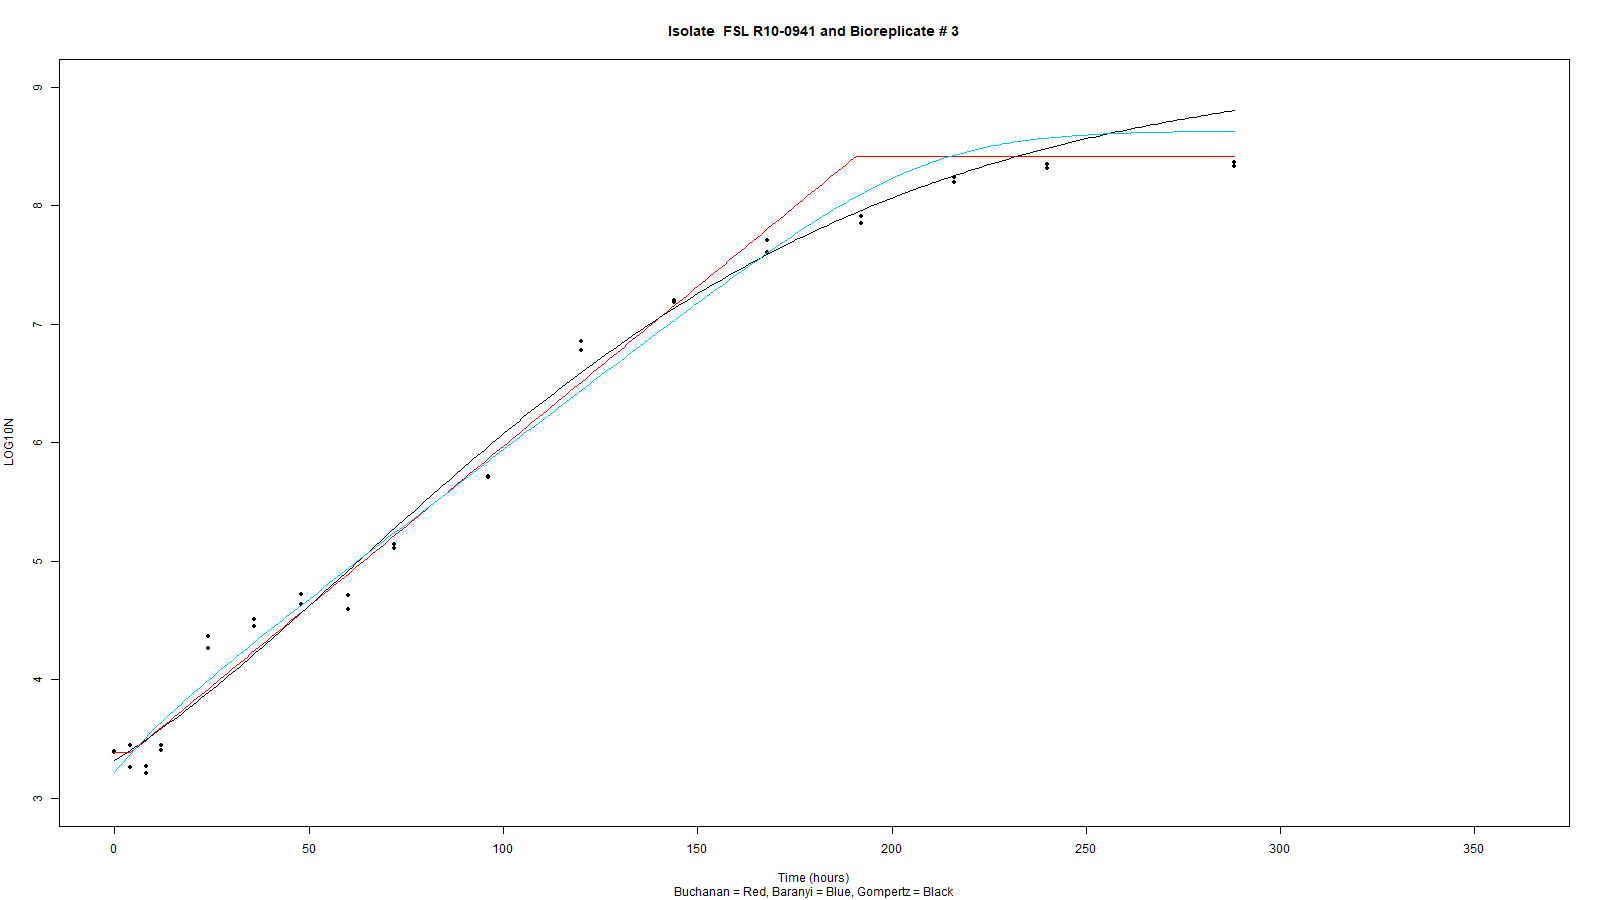 Isolate  FSL R10-0941 and Bioreplicate # 3
9
8
7
6
5
4
3
LOG10N
0 50 100 150 200 250 300 350
Time (hours)
Buchanan = Red, Baranyi = Blue, Gompertz = Black